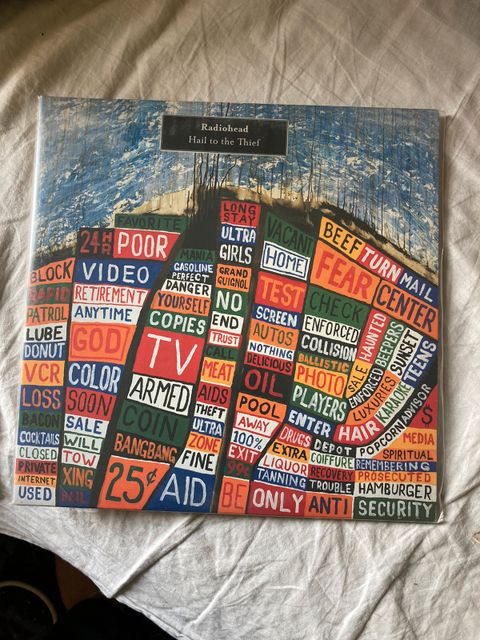 Radiohead
Hail to the Thief
FAVORITE
24 HR
POOR
VIDEO
RETIREMENT
ANYTIME
GOD
COLOR
SOON
SALE
WILL
TOW
XING
BLOCK
RAPID
PATROL
LUBE
DONUT
VCR
LOSS
BACON
COCKTAILS
CLOSED
PRIVATE
INTERNET
USED
MANIA
GASOLINE
PERFECT
DANGER
YOURSELF
COPIES
TV
ARMED
COIN
BANGBANG
25¢
AID
CALL
MEAT
AIDS
THEFT
ULTRA
ZONE
FINE
LONG
STAY
ULTRA
GIRLS
GRAND
GUIGNOL
NO
END
TRUST
VACANT
HOME
TEST
SCREEN
AUTOS
NOTHING
DELICIOUS
OIL
POOL
AWAY
100%
EXIT
99¢
BE
ONLY
BEEF
TURN
MAIL
FEAR
CENTER
CHECK
ENFORCED
COLLISION
BALLISTIC
PHOTO
PLAYERS
ENTER
HAIR
SALE
HAUNTED
ENFORCED
BEEPERS
LUXURIES
SUNSET
KARAOKE
TEENS
POPCORN
ADVISOR
$
DRUGS
EXTRA
LIQUOR
TANNING
DEPOT
COIFFURE
RECOVERY
TROUBLE
ANTI
MEDIA
SPIRITUAL
REMEMBERING
PROSECUTED
HAMBURGER
SECURITY